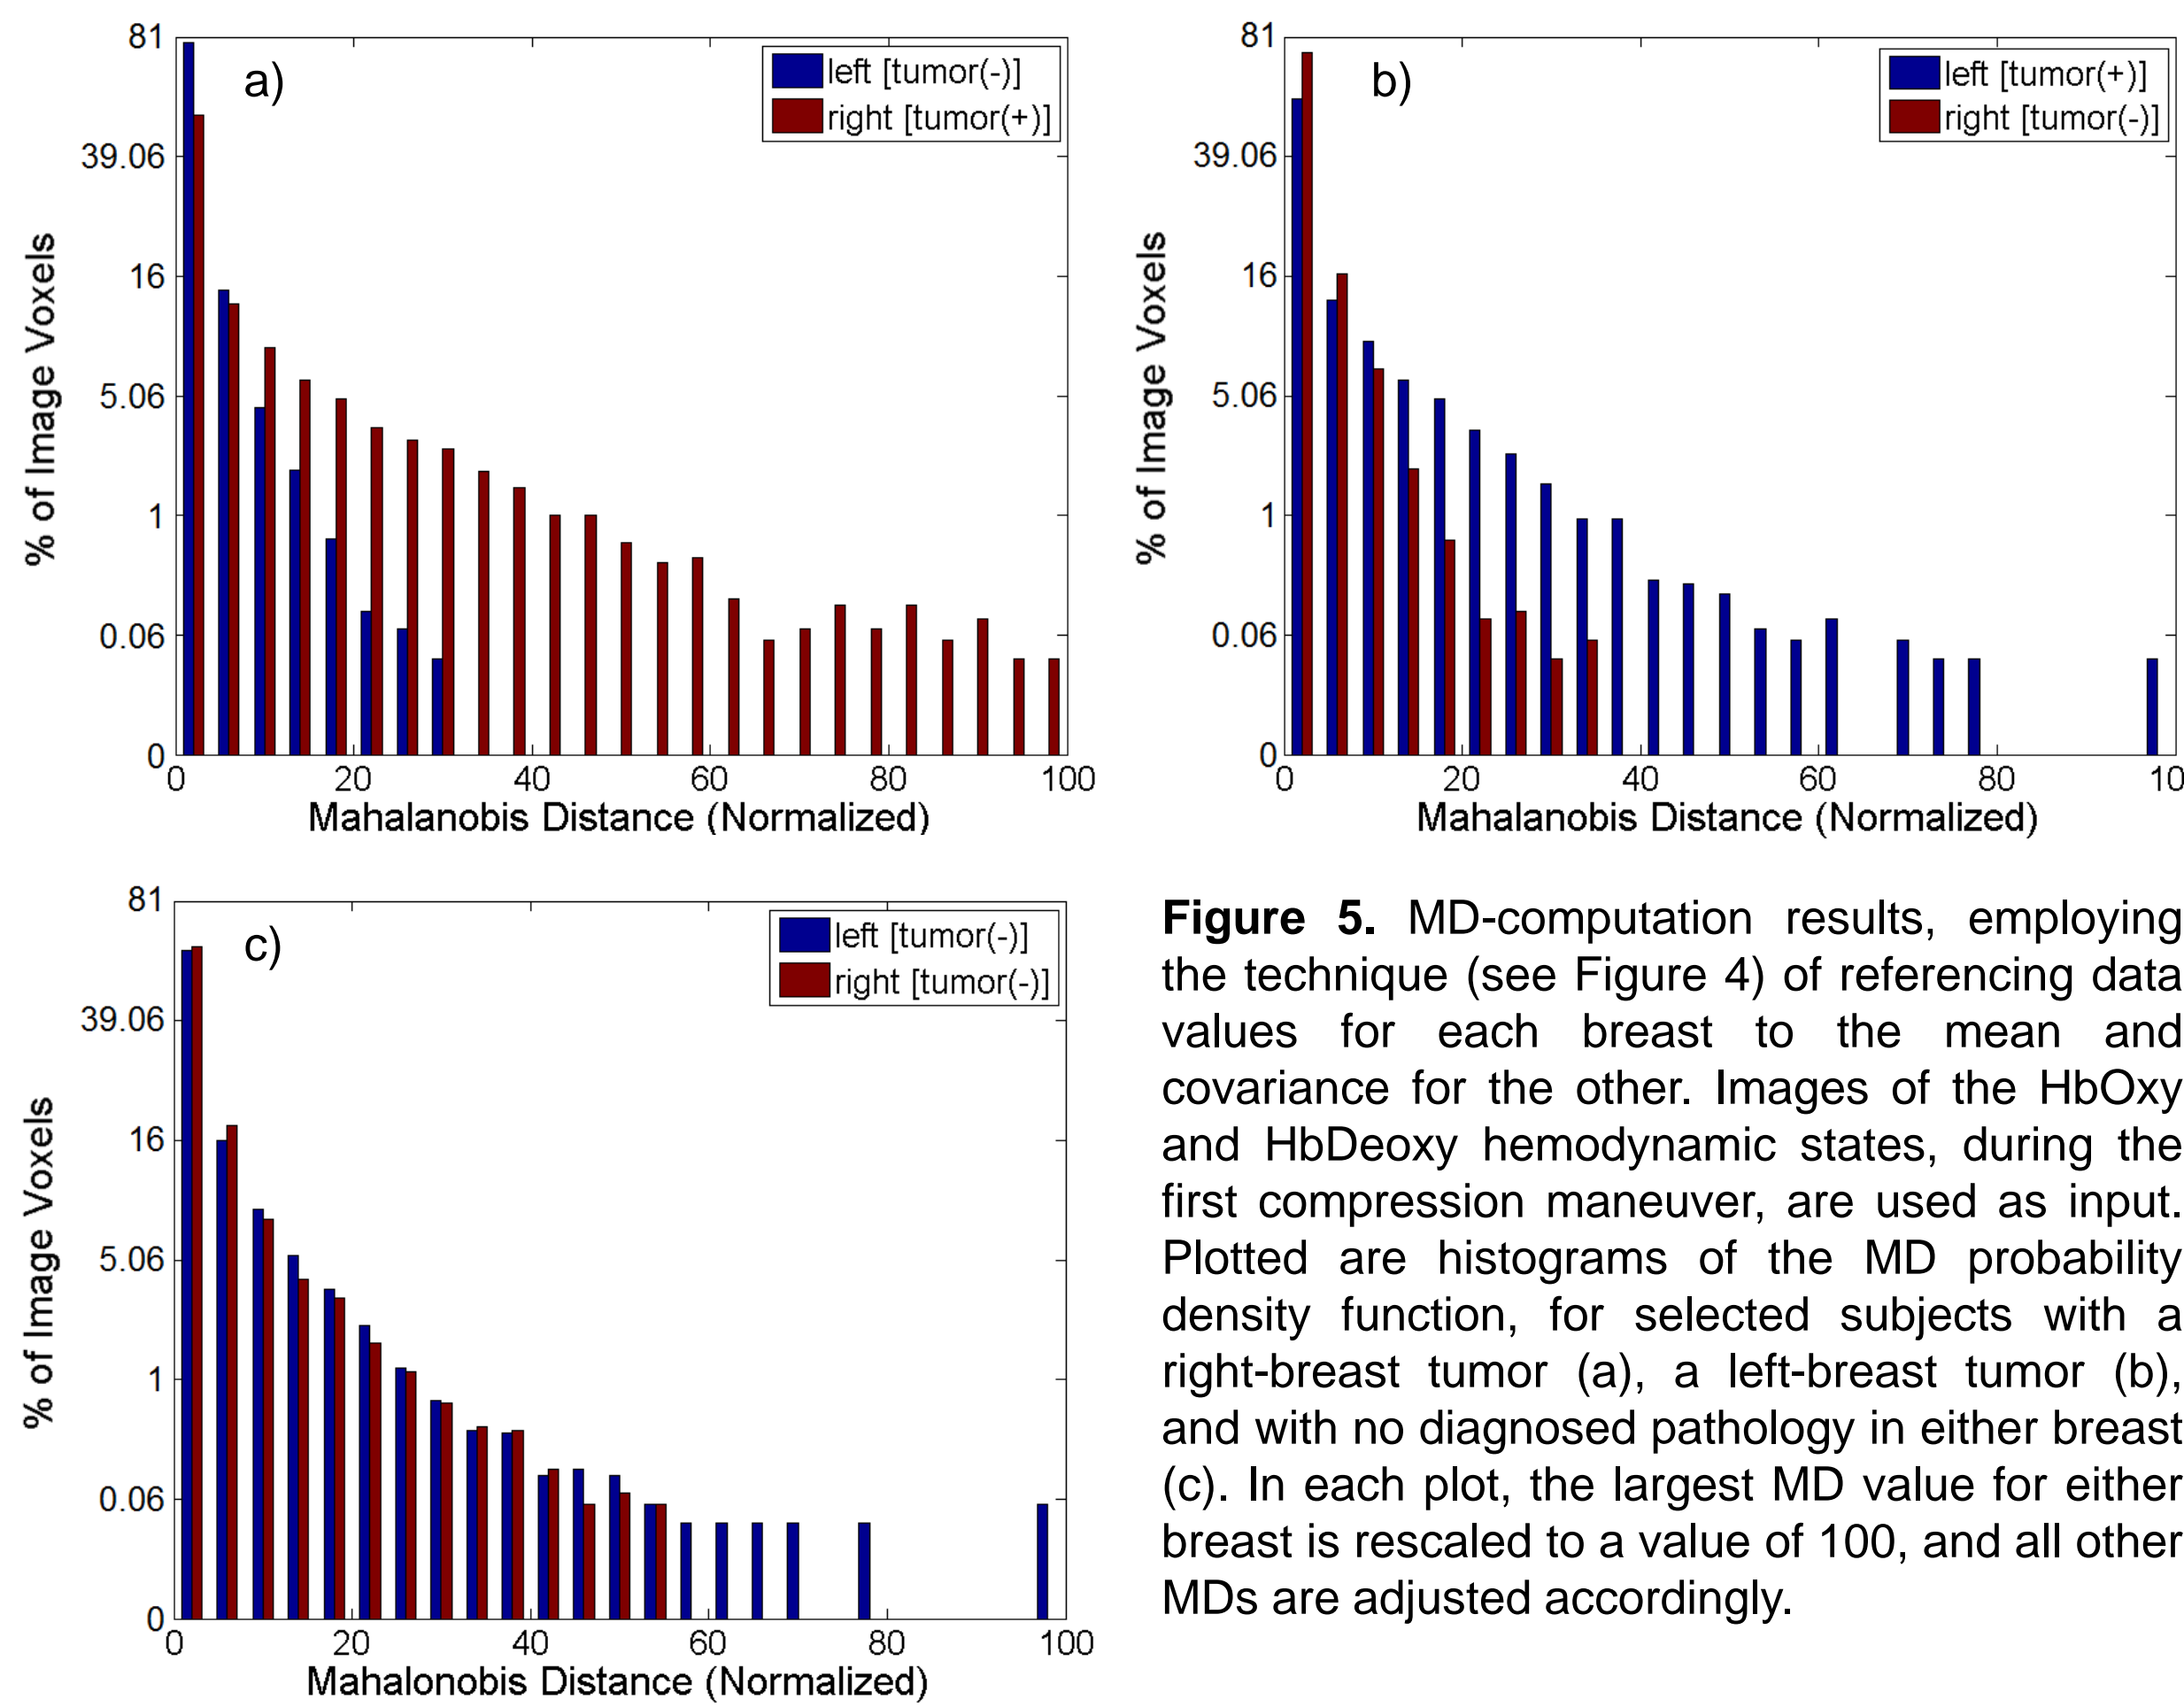 a)
left [tumor(-)]
right [tumor(+)]
81
39.06
16
5.06
1
0.06
0
% of Image Voxels
0 20 40 60 80 100
Mahalanobis Distance (Normalized)
b)
left [tumor(+)]
right [tumor(-)]
81
39.06
16
5.06
1
0.06
0
% of Image Voxels
0 20 40 60 80 10
Mahalanobis Distance (Normalized)
c)
left [tumor(-)]
right [tumor(-)]
81
39.06
16
5.06
1
0.06
0
% of Image Voxels
0 20 40 60 80 100
Mahalonobis Distance (Normalized)
Figure 5. MD-computation results, employing
the technique (see Figure 4) of referencing data
values for each breast to the mean and
covariance for the other. Images of the HbOxy
and HbDeoxy hemodynamic states, during the
first compression maneuver, are used as input.
Plotted are histograms of the MD probability
density function, for selected subjects with a
right-breast tumor (a), a left-breast tumor (b),
and with no diagnosed pathology in either breast
(c). In each plot, the largest MD value for either
breast is rescaled to a value of 100, and all other
MDs are adjusted accordingly.